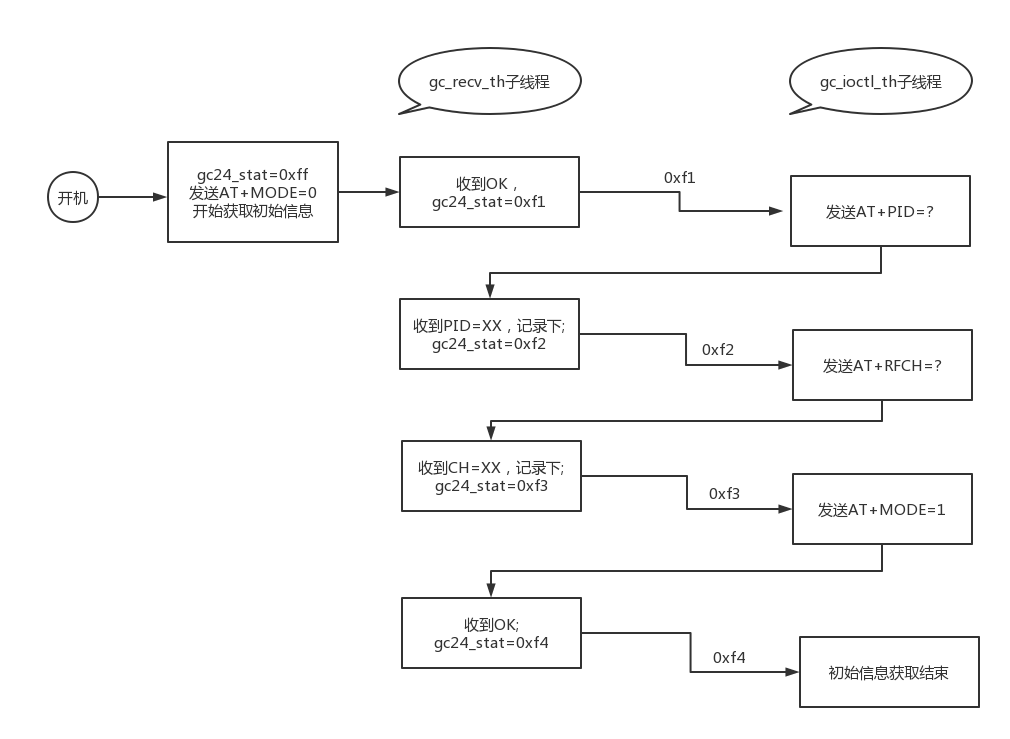 gc_recv_th子线程
gc_ioctl_th子线程
开机
gc24_stat=0xff
发送AT+MODE=0
开始获取初始信息
收到OK，
gc24_stat=0xf1
0xf1
发送AT+PID=?
收到PID=XX，记录下;
gc24_stat=0xf2
0xf2
发送AT+RFCH=?
收到CH=XX，记录下;
gc24_stat=0xf3
0xf3
发送AT+MODE=1
收到OK;
gc24_stat=0xf4
0xf4
初始信息获取结束